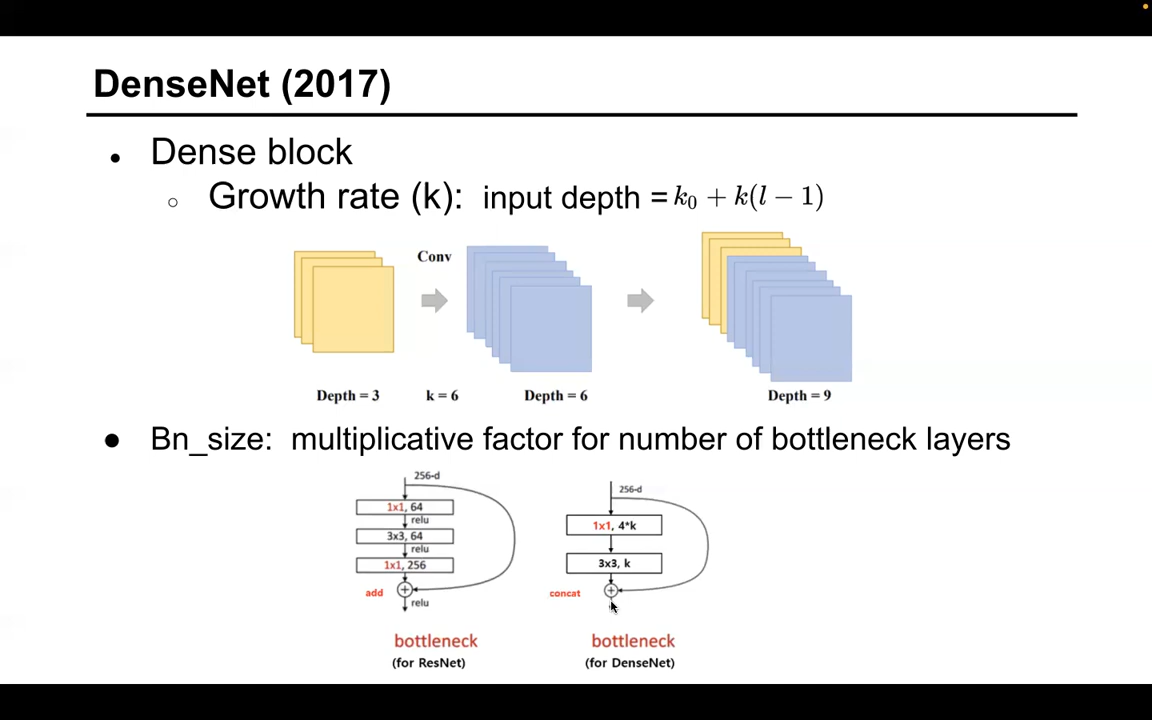 DenseNet (2017)
● Dense block
○ Growth rate (k): input depth = k₀ + k(l − 1)
Conv
Depth = 3
k = 6
Depth = 6
Depth = 9
● Bn_size: multiplicative factor for number of bottleneck layers
256-d
1x1, 64
relu
3x3, 64
relu
1x1, 256
add
+
relu
bottleneck
(for ResNet)
256-d
1x1, 4*k
3x3, k
concat
+
bottleneck
(for DenseNet)